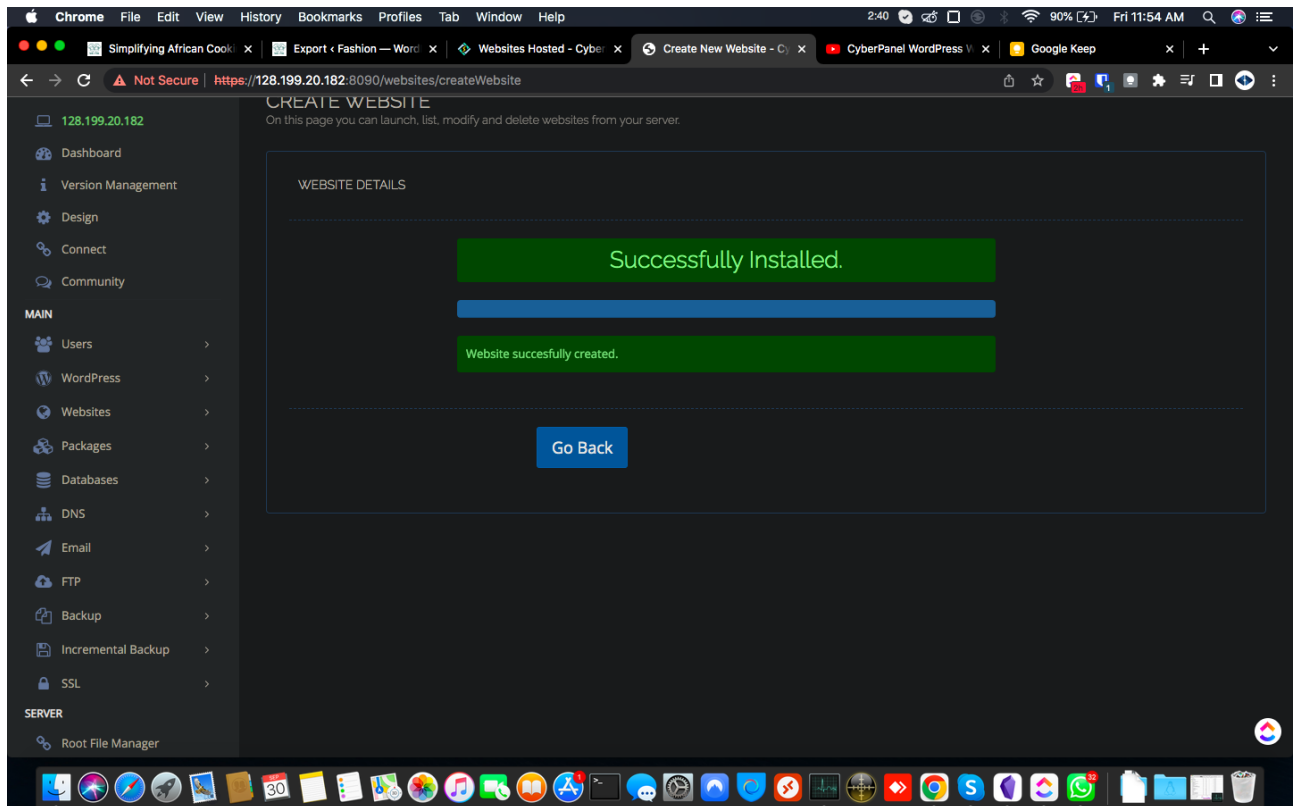 Chrome File Edit View History Bookmarks Profiles Tab Window Help 2:40 90% Fri 11:54 AM
Simplifying African Cooki Export ‹ Fashion — Word Websites Hosted - Cyber Create New Website - Cy CyberPanel WordPress Google Keep
Not Secure https://128.199.20.182:8090/websites/createWebsite
CREATE WEBSITE
On this page you can launch, list, modify and delete websites from your server.
128.199.20.182
Dashboard
Version Management
Design
Connect
Community
MAIN
Users
WordPress
Websites
Packages
Databases
DNS
Email
FTP
Backup
Incremental Backup
SSL
SERVER
Root File Manager
WEBSITE DETAILS
Successfully Installed.
Website succesfully created.
Go Back
SEP
30